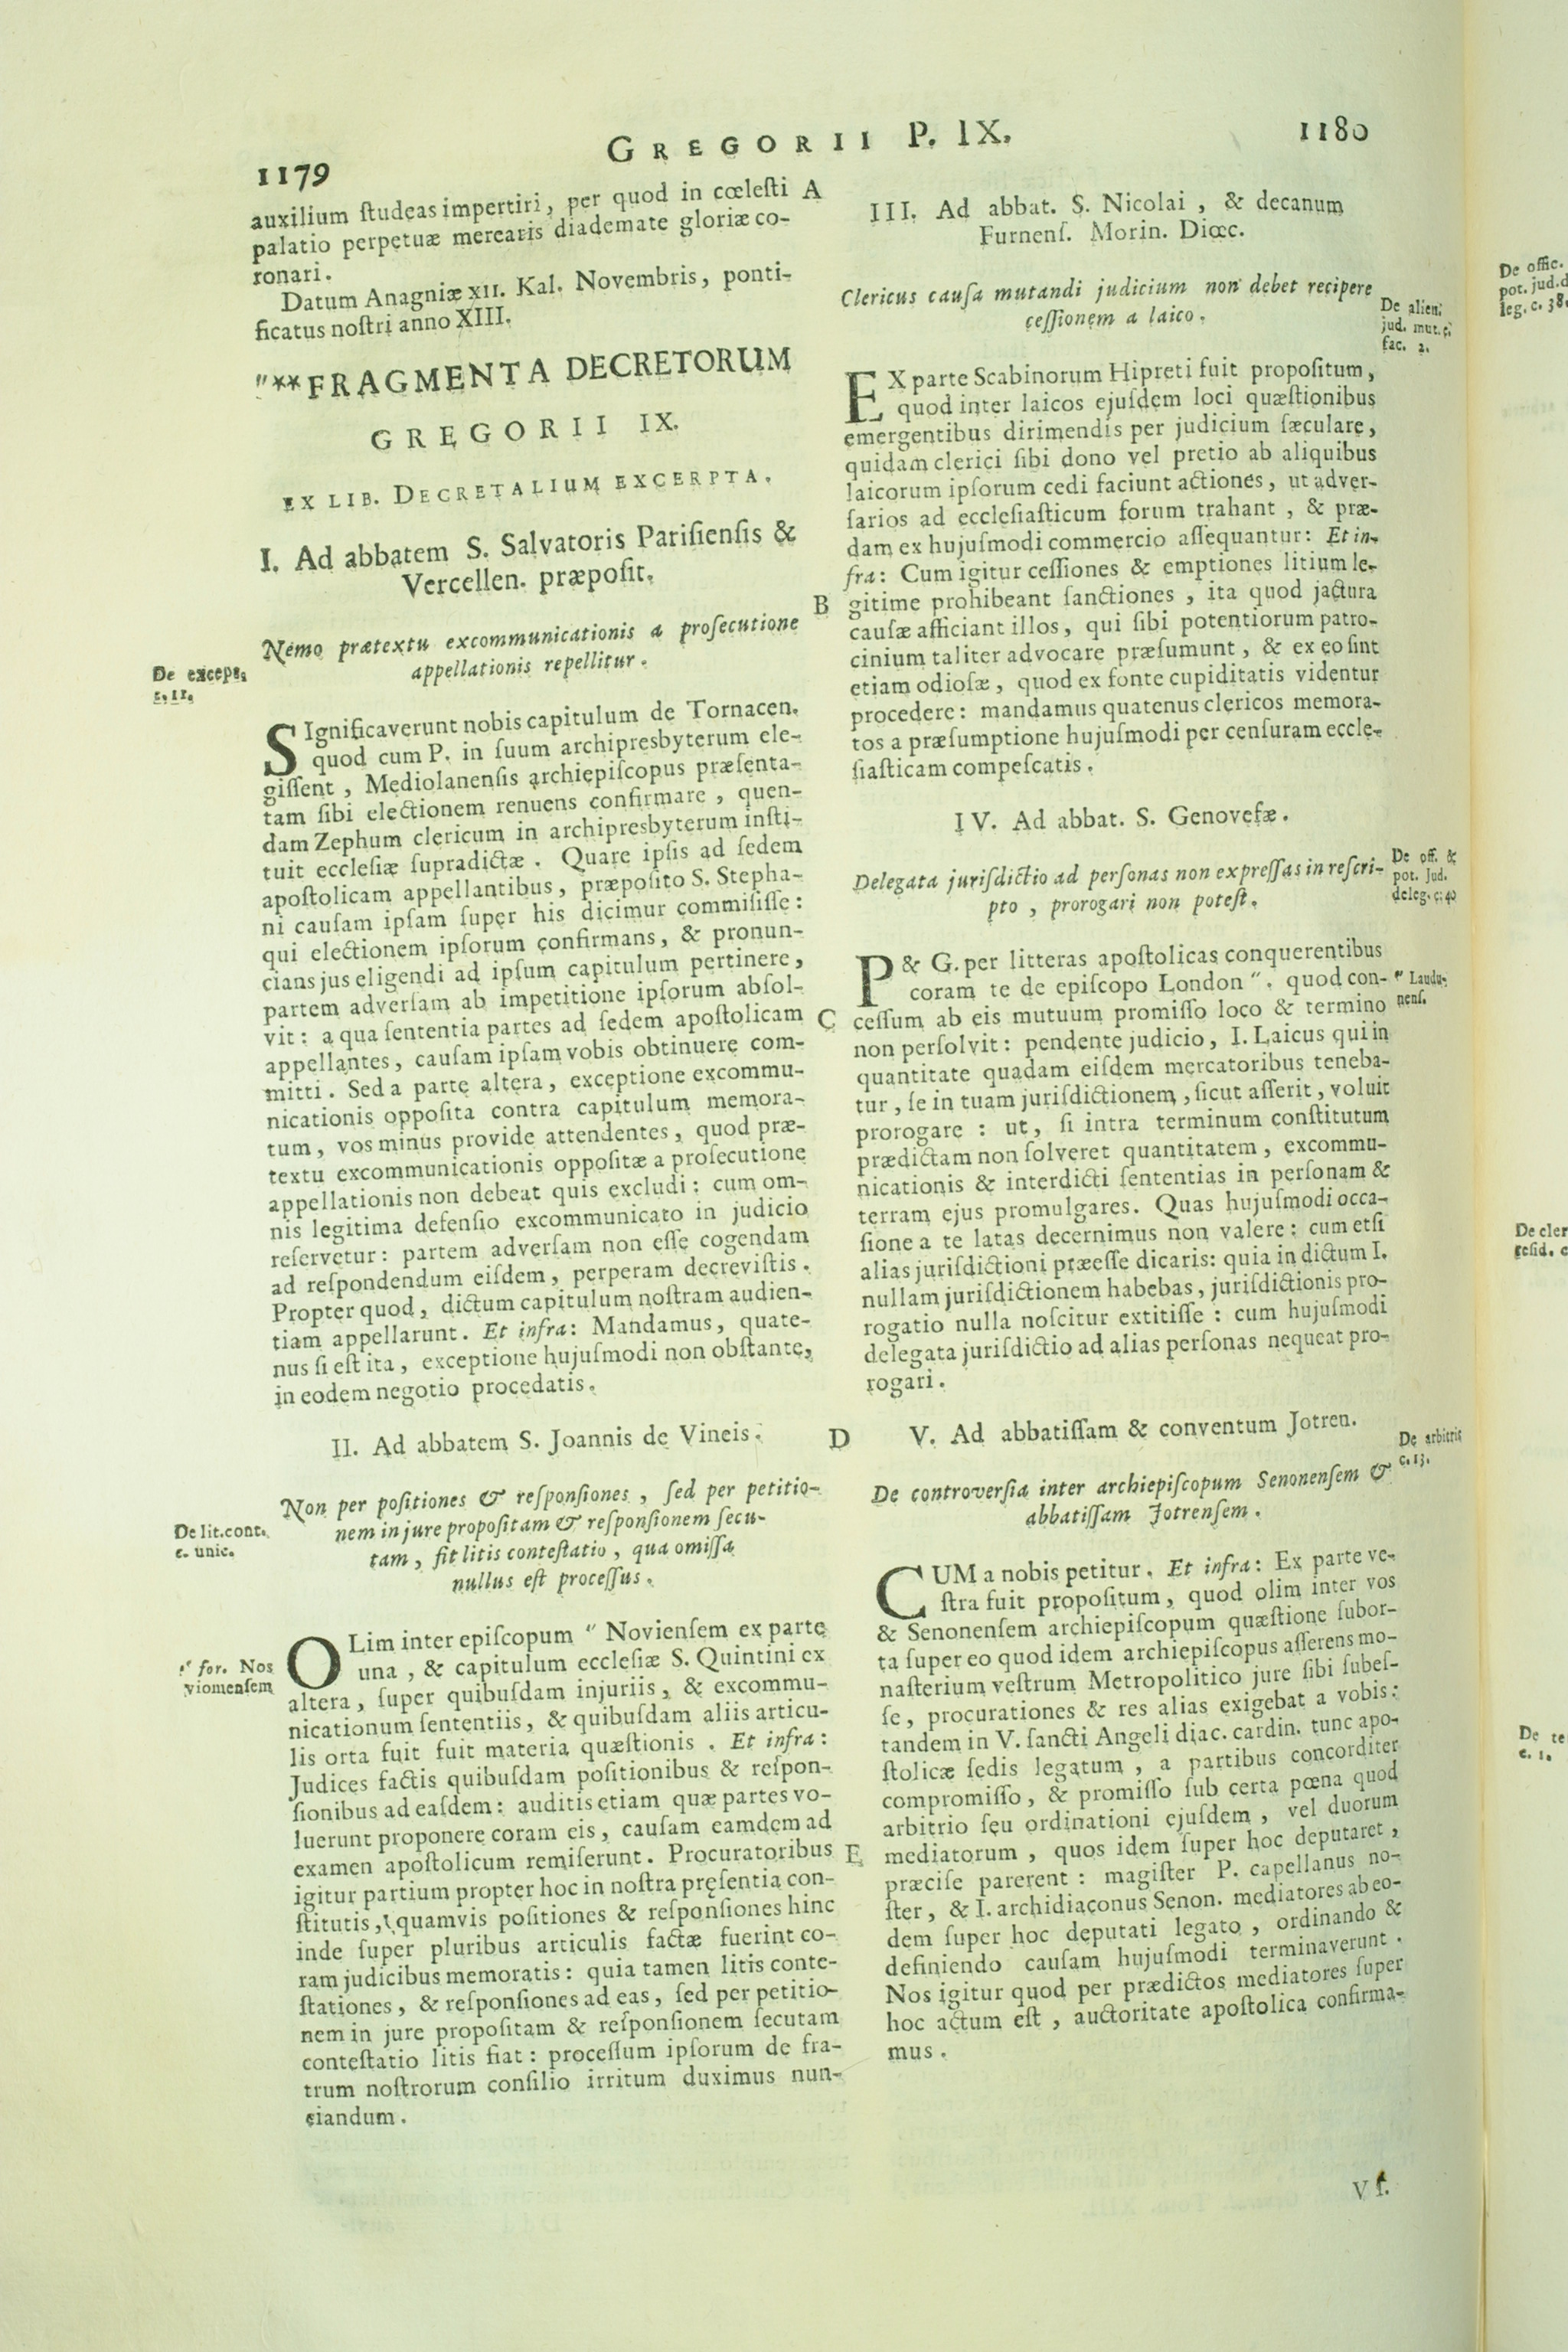 GREGORII P. IX.
1179
1180
auxilium ſtudeas impertiri, per quod in cœleſti
palatio perpetuæ merearis diademate gloriæ co-
ronari.
Datum Anagniæ XII. Kal. Novembris, ponti-
ficatus noſtri anno XIII.
"**FRAGMENTA DECRETORUM
GREGORII IX.
EX LIB. DECRETALIUM EXCERPTA.
I. Ad abbatem S. Salvatoris Pariſienſis &
Vercellen. præpoſit.
Nemo prætextu excommunicationis a proſecutione
appellationis repellitur.
De except.
c. 11.
SIgnificaverunt nobis capitulum de Tornacen.
quod cum P. in ſuum archipresbyterum ele-
giſſent, Mediolanenſis archiepiſcopus præſenta-
tam ſibi electionem renuens confirmare, quen-
dam Zephum clericum in archipresbyterum inſti-
tuit eccleſiæ ſupradictæ. Quare ipſis ad ſedem
apoſtolicam appellantibus, præpoſito S. Stepha-
ni cauſam ipſam ſuper his dicimur commiſiſſe:
qui electionem ipſorum confirmans, & pronun-
cians jus eligendi ad ipſum capitulum pertinere,
partem adverſam ab impetitione ipſorum abſol-
vit: a qua ſententia partes ad ſedem apoſtolicam
appellantes, cauſam ipſam vobis obtinuere com-
mitti. Sed a parte altera, exceptione excommu-
nicationis oppoſita contra capitulum memora-
tum, vos minus provide attendentes, quod præ-
textu excommunicationis oppoſitæ a proſecutione
appellationis non debeat quis excludi: cum om-
nis legitima defenſio excommunicato in judicio
reſervetur: partem adverſam non eſſe cogendam
ad reſpondendum eiſdem, perperam decreviſtis.
Propter quod, dictum capitulum noſtram audien-
tiam appellarunt. Et infra: Mandamus, quate-
nus ſi eſt ita, exceptione hujuſmodi non obſtante,
in eodem negotio procedatis.
II. Ad abbatem S. Joannis de Vineis.
Non per poſitiones & reſponſiones, ſed per petitio-
nem in jure propoſitam & reſponſionem ſecu-
tam, fit litis conteſtatio, qua omiſſa
nullus eſt proceſſus.
De lit. cont.
c. unic.
OLim inter epiſcopum " Novienſem ex parte
una, & capitulum eccleſiæ S. Quintini ex
altera, ſuper quibuſdam injuriis, & excommu-
nicationum ſententiis, & quibuſdam aliis articu-
lis orta fuit fuit materia quæſtionis. Et infra:
Judices factis quibuſdam poſitionibus & reſpon-
ſionibus ad eaſdem: auditis etiam quæ partes vo-
luerunt proponere coram eis, cauſam eamdem ad
examen apoſtolicum remiſerunt. Procuratoribus
igitur partium propter hoc in noſtra pręſentia con-
ſtitutis, quamvis poſitiones & reſponſiones hinc
inde ſuper pluribus articulis factæ fuerint co-
ram judicibus memoratis: quia tamen litis conte-
ſtationes, & reſponſiones ad eas, ſed per petitio-
nem in jure propoſitam & reſponſionem ſecutam
conteſtatio litis fiat: proceſſum ipſorum de fra-
trum noſtrorum conſilio irritum duximus nun-
ciandum.
" for. Nos
viomenſem
A
B
C
D
E
III. Ad abbat. S. Nicolai, & decanum
Furnenſ. Morin. Diœc.
Clericus cauſa mutandi judicium non debet recipere
ceſſionem a laico.
De alien.
jud. mut. c.
fac. 2.
EX parte Scabinorum Hipreti fuit propoſitum,
quod inter laicos ejuſdem loci quæſtionibus
emergentibus dirimendis per judicium ſæculare,
quidam clerici ſibi dono vel pretio ab aliquibus
laicorum ipſorum cedi faciunt actiones, ut adver-
ſarios ad eccleſiaſticum forum trahant, & præ-
dam ex hujuſmodi commercio aſſequantur: Et in-
fra: Cum igitur ceſſiones & emptiones litium le-
gitime prohibeant ſanctiones, ita quod jactura
cauſæ afficiant illos, qui ſibi potentiorum patro-
cinium taliter advocare præſumunt, & ex eo ſint
etiam odioſæ, quod ex fonte cupiditatis videntur
procedere: mandamus quatenus clericos memora-
tos a præſumptione hujuſmodi per cenſuram eccle-
ſiaſticam compeſcatis.
IV. Ad abbat. S. Genovefæ.
Delegata juriſdictio ad perſonas non expreſſas in reſcri-
pto, prorogari non poteſt.
De off. &
pot. Jud.
deleg. c. 40
P & G. per litteras apoſtolicas conquerentibus
coram te de epiſcopo London ". quod con-
ceſſum ab eis mutuum promiſſo loco & termino
non perſolvit: pendente judicio, I. Laicus qui in
quantitate quadam eiſdem mercatoribus teneba-
tur, ſe in tuam juriſdictionem, ſicut aſſerit, voluit
prorogare: ut, ſi intra terminum conſtitutum
prædictam non ſolveret quantitatem, excommu-
nicationis & interdicti ſententias in perſonam &
terram ejus promulgares. Quas hujuſmodi occa-
ſione a te latas decernimus non valere: cum etſi
alias juriſdictioni præeſſe dicaris: quia in dictum I.
nullam juriſdictionem habebas, juriſdictionis pro-
rogatio nulla noſcitur extitiſſe: cum hujuſmodi
delegata juriſdictio ad alias perſonas nequeat pro-
rogari.
" Laudu-
nenſ.
V. Ad abbatiſſam & conventum Jotren.
De controverſia inter archiepiſcopum Senonenſem &
abbatiſſam Jotrenſem.
De arbitris
c. 13.
CUM a nobis petitur. Et infra: Ex parte ve-
ſtra fuit propoſitum, quod olim inter vos
& Senonenſem archiepiſcopum quæſtione ſubor-
ta ſuper eo quod idem archiepiſcopus aſſerens mo-
naſterium veſtrum Metropolitico jure ſibi ſubeſ-
ſe, procurationes & res alias exigebat a vobis:
tandem in V. ſancti Angeli diac. cardin. tunc apo-
ſtolicæ ſedis legatum, a partibus concorditer
compromiſſo, & promiſſo ſub certa pœna quod
arbitrio ſeu ordinationi ejuſdem, vel duorum
mediatorum, quos idem ſuper hoc deputaret,
præciſe parerent: magiſter P. capellanus no-
ſter, & I. archidiaconus Senon. mediatores ab eo-
dem ſuper hoc deputati legato, ordinando &
definiendo cauſam hujuſmodi terminaverunt.
Nos igitur quod per prædictos mediatores ſuper
hoc actum eſt, auctoritate apoſtolica confirma-
mus.
De offic.
pot. jud. d
leg. c. 38.
De cler
reſid. c
De te
c. 1.